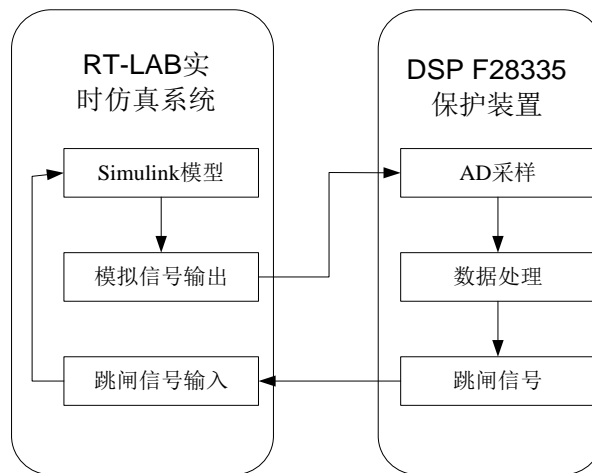 RT-LAB实
时仿真系统
Simulink模型
模拟信号输出
跳闸信号输入
DSP F28335
保护装置
AD采样
数据处理
跳闸信号